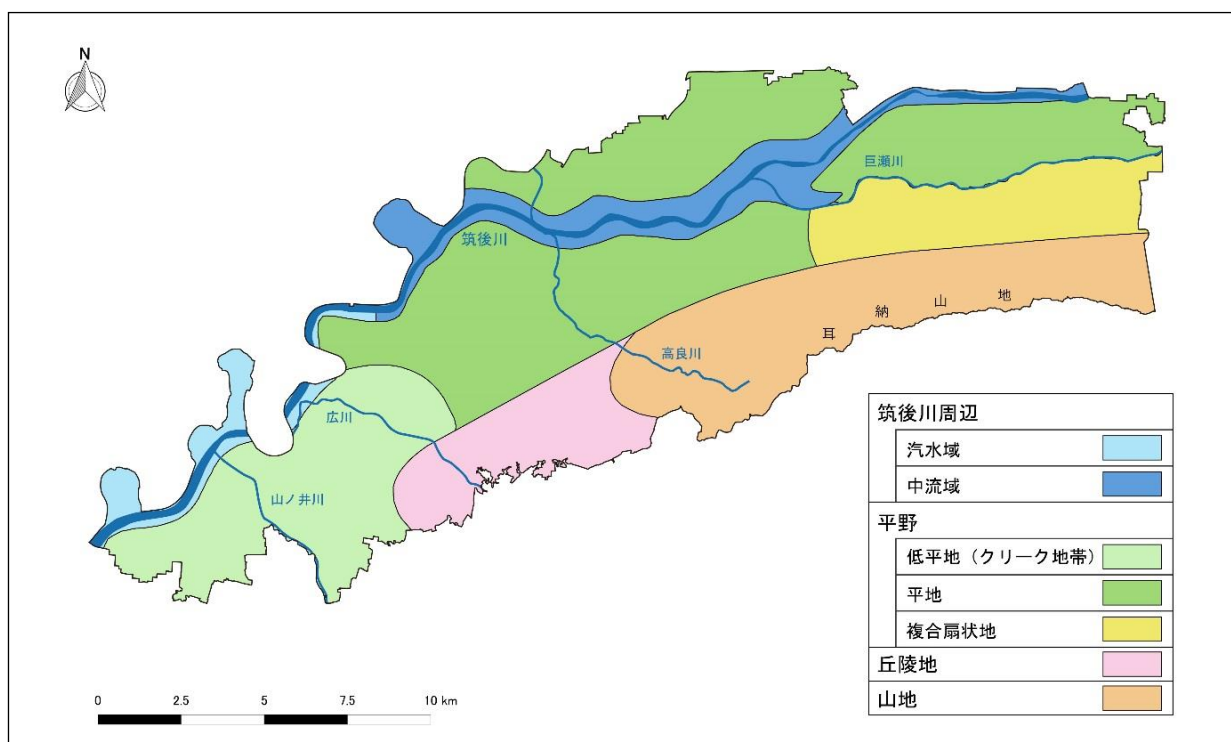 N
巨瀬川
筑後川
耳納山地
高良川
広川
山ノ井川
筑後川周辺
汽水域
中流域
平野
低平地（クリーク地帯）
平地
複合扇状地
丘陵地
山地
0 2.5 5 7.5 10 km